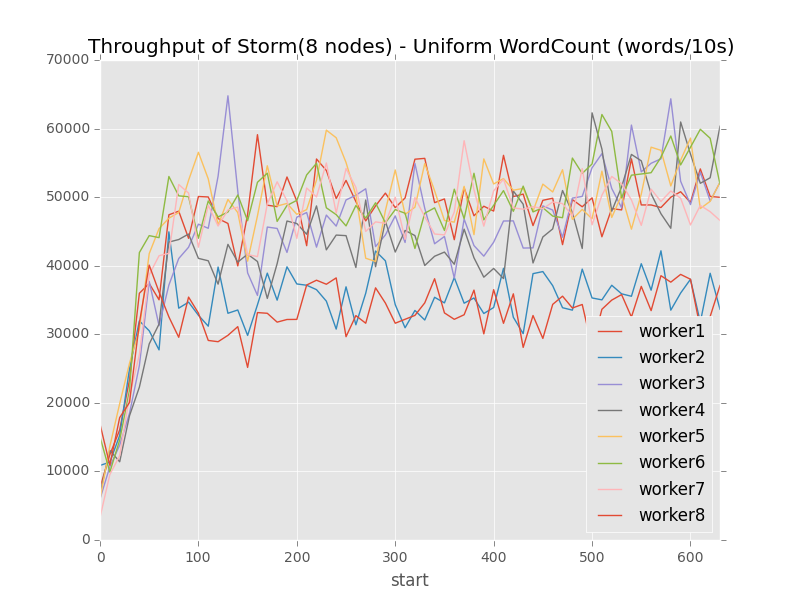 Throughput of Storm(8 nodes) - Uniform WordCount (words/10s)
70000
60000
50000
40000
30000
20000
10000
0
worker1
worker2
worker3
worker4
worker5
worker6
worker7
worker8
0 100 200 300 400 500 600
start